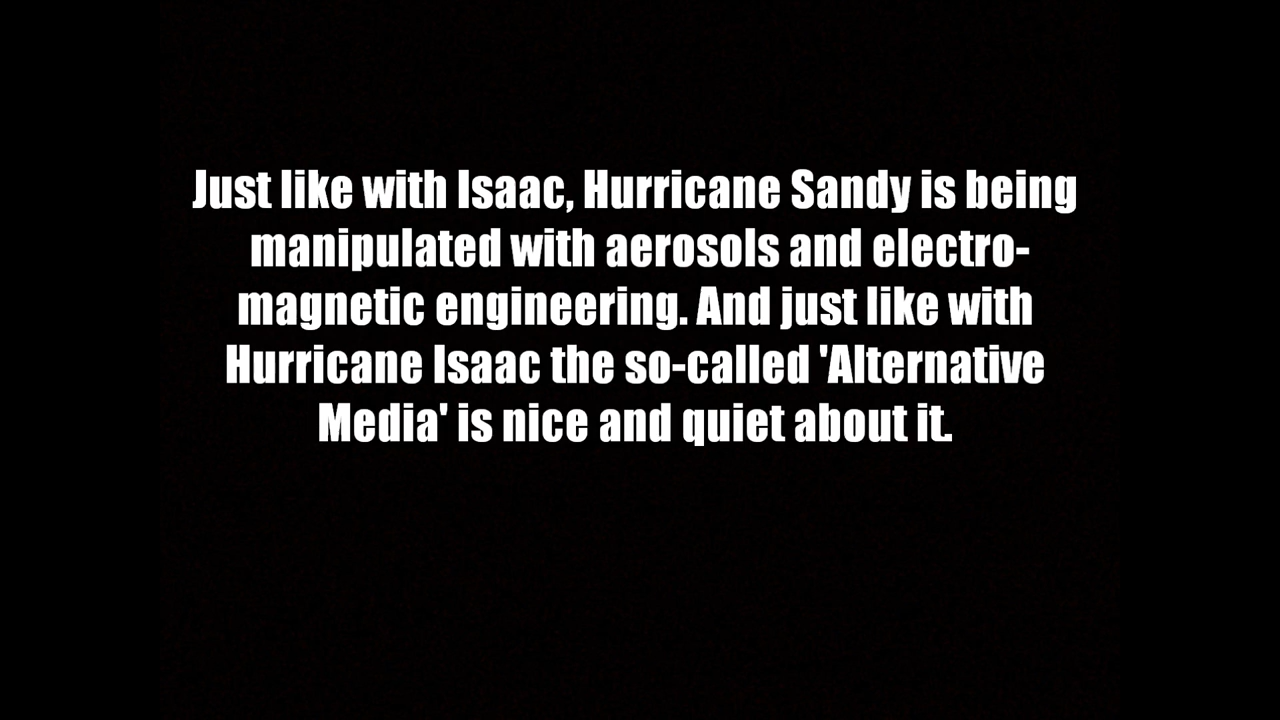 Just like with Isaac, Hurricane Sandy is being
manipulated with aerosols and electro-
magnetic engineering. And just like with
Hurricane Isaac the so-called 'Alternative
Media' is nice and quiet about it.